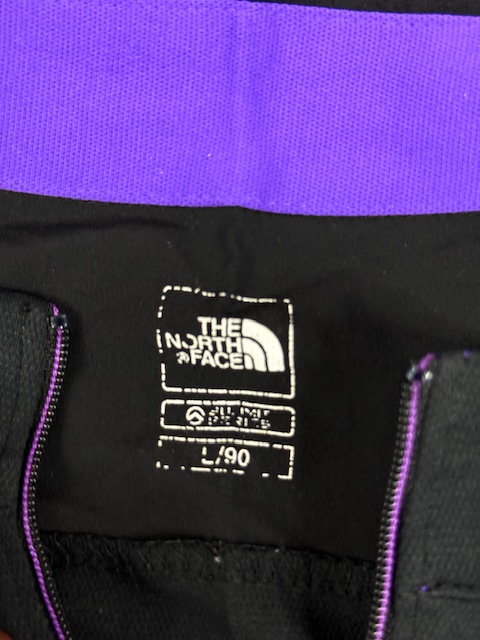 THE
NORTH
FACE
SUMMIT
SERIES
L/90